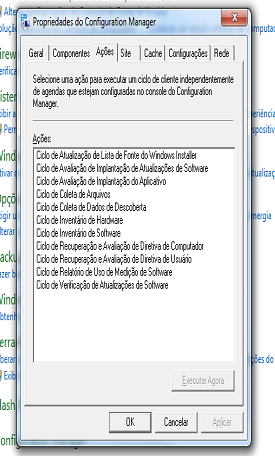 Propriedades do Configuration Manager
Geral
Componentes
Ações
Site
Cache
Configurações
Rede
Selecione uma ação para executar um ciclo de cliente independentemente
de agendas que estejam configuradas no console do Configuration
Manager.
Ações:
Ciclo de Atualização de Lista de Fonte do Windows Installer
Ciclo de Avaliação de Implantação de Atualizações de Software
Ciclo de Avaliação de Implantação do Aplicativo
Ciclo de Coleta de Arquivos
Ciclo de Coleta de Dados de Descoberta
Ciclo de Inventário de Hardware
Ciclo de Inventário de Software
Ciclo de Recuperação e Avaliação de Diretiva de Computador
Ciclo de Recuperação e Avaliação de Diretiva de Usuário
Ciclo de Relatório de Uso de Medição de Software
Ciclo de Verificação de Atualizações de Software
Executar Agora
OK
Cancelar
Aplicar